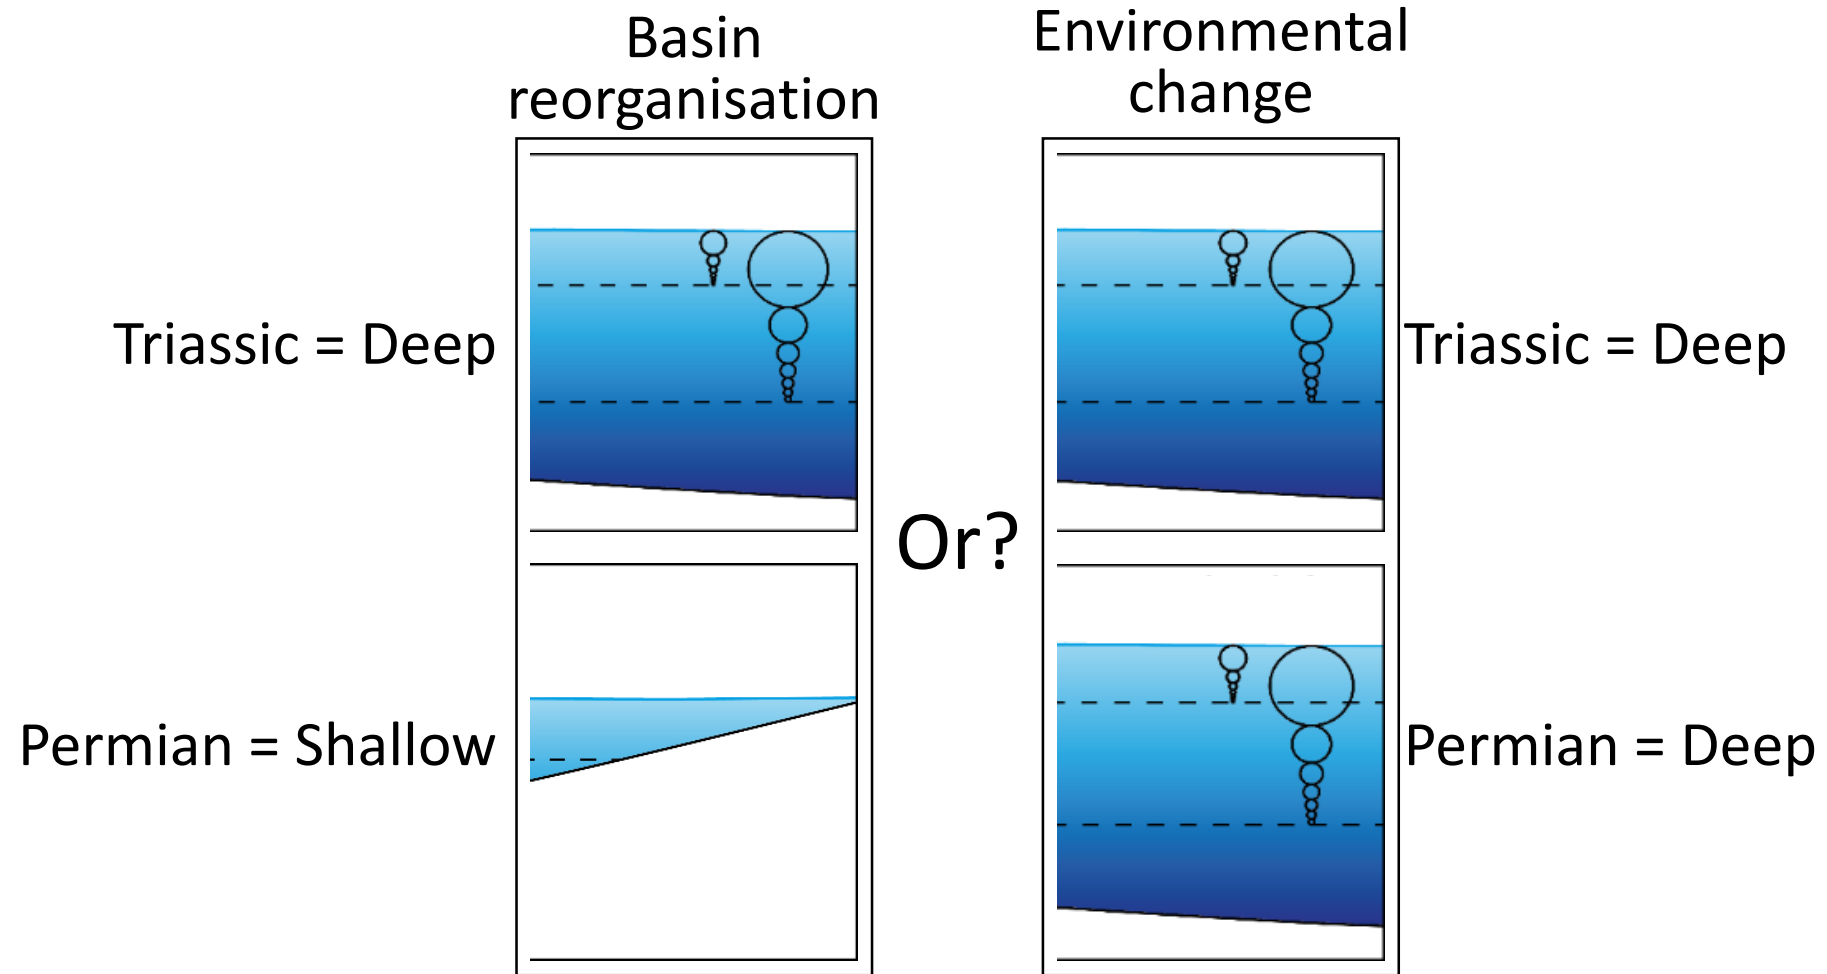 Basin
reorganisation
Environmental
change
Triassic = Deep
Triassic = Deep
Or?
Permian = Shallow
Permian = Deep